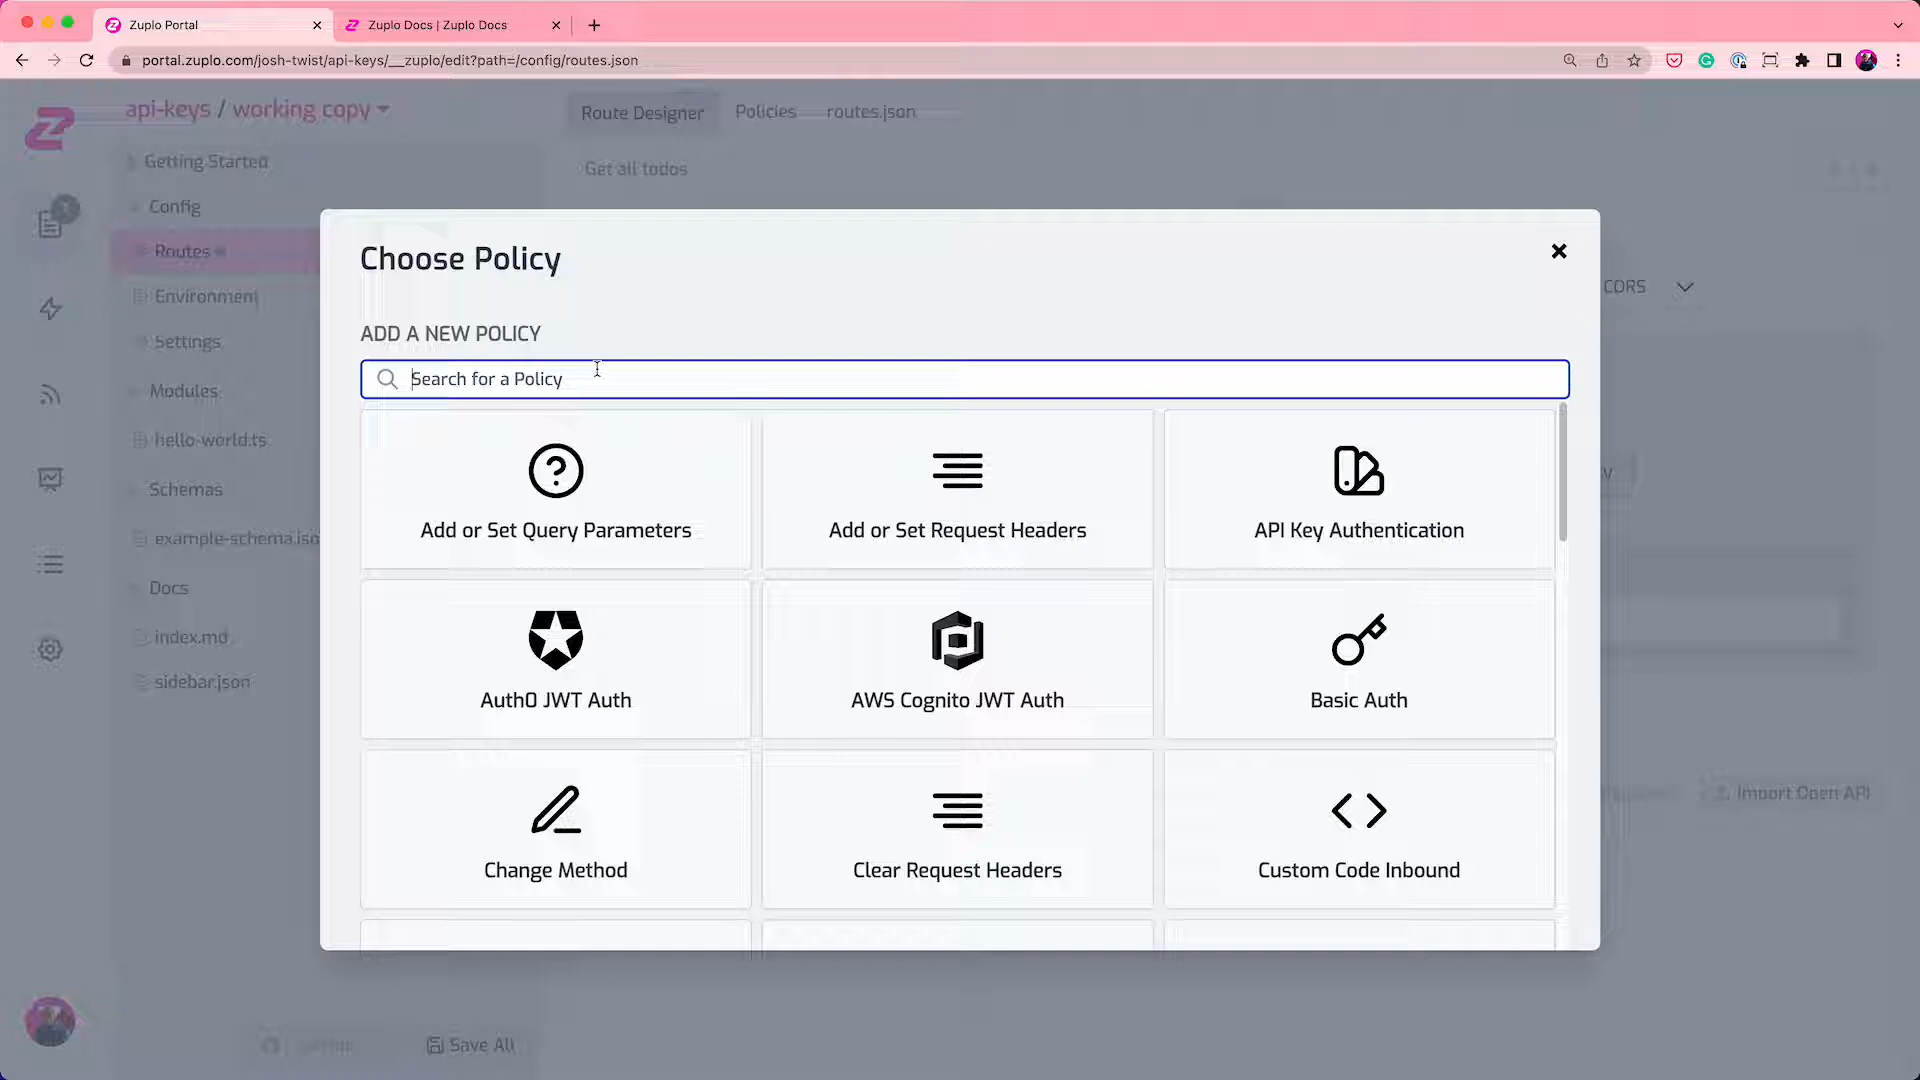 Zuplo Portal
Zuplo Docs | Zuplo Docs
portal.zuplo.com/josh-twist/api-keys/__zuplo/edit?path=/config/routes.json
api-keys / working copy
Route Designer
Policies
routes.json
Getting Started
Get all todos
Config
Routes
Environment
Settings
Modules
hello-world.ts
Schemas
example-schema.jso
Docs
index.md
sidebar.json
CORS
Choose Policy
ADD A NEW POLICY
Search for a Policy
Add or Set Query Parameters
Add or Set Request Headers
API Key Authentication
Auth0 JWT Auth
AWS Cognito JWT Auth
Basic Auth
Change Method
Clear Request Headers
Custom Code Inbound
Import Open API
Save All